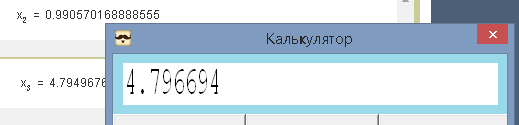 x₂ = 0.990570168888555
Калькулятор
4.796694
x₃ = 4.7949676